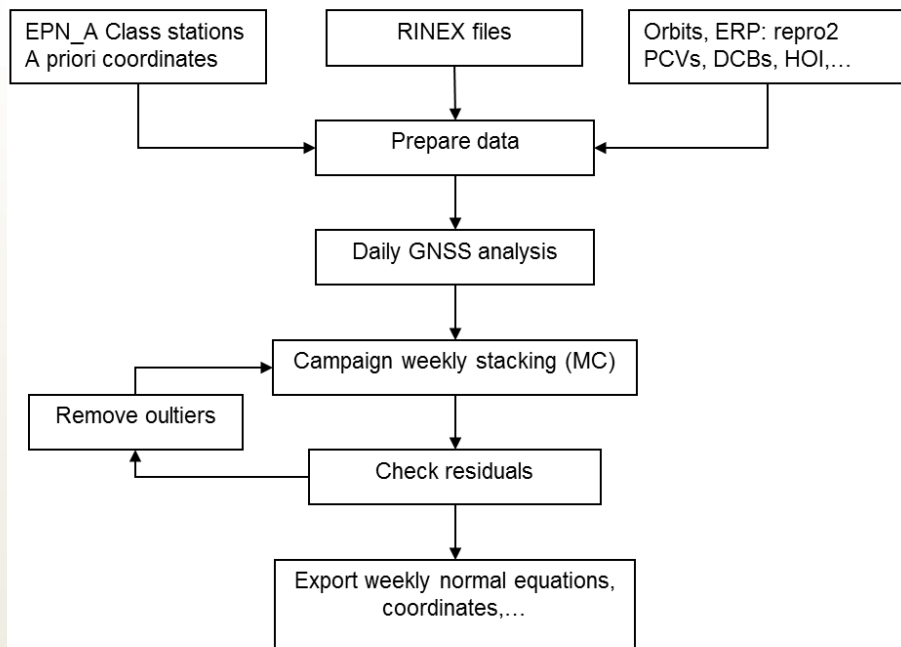 EPN_A Class stations
A priori coordinates
RINEX files
Orbits, ERP: repro2
PCVs, DCBs, HOI,...
Prepare data
Daily GNSS analysis
Campaign weekly stacking (MC)
Remove oultiers
Check residuals
Export weekly normal equations,
coordinates,...